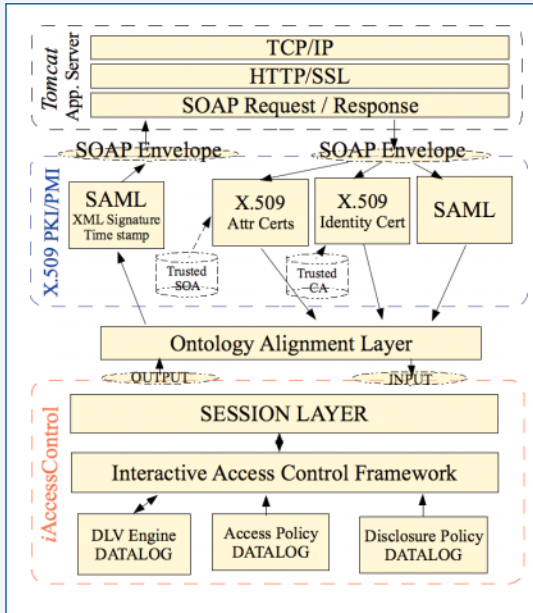 Tomcat
App. Server
TCP/IP
HTTP/SSL
SOAP Request / Response
SOAP Envelope
SOAP Envelope
X.509 PKI/PMI
SAML
XML Signature
Time stamp
X.509
Attr Certs
X.509
Identity Cert
SAML
Trusted
SOA
Trusted
CA
Ontology Alignment Layer
OUTPUT
INPUT
iAccessControl
SESSION LAYER
Interactive Access Control Framework
DLV Engine
DATALOG
Access Policy
DATALOG
Disclosure Policy
DATALOG